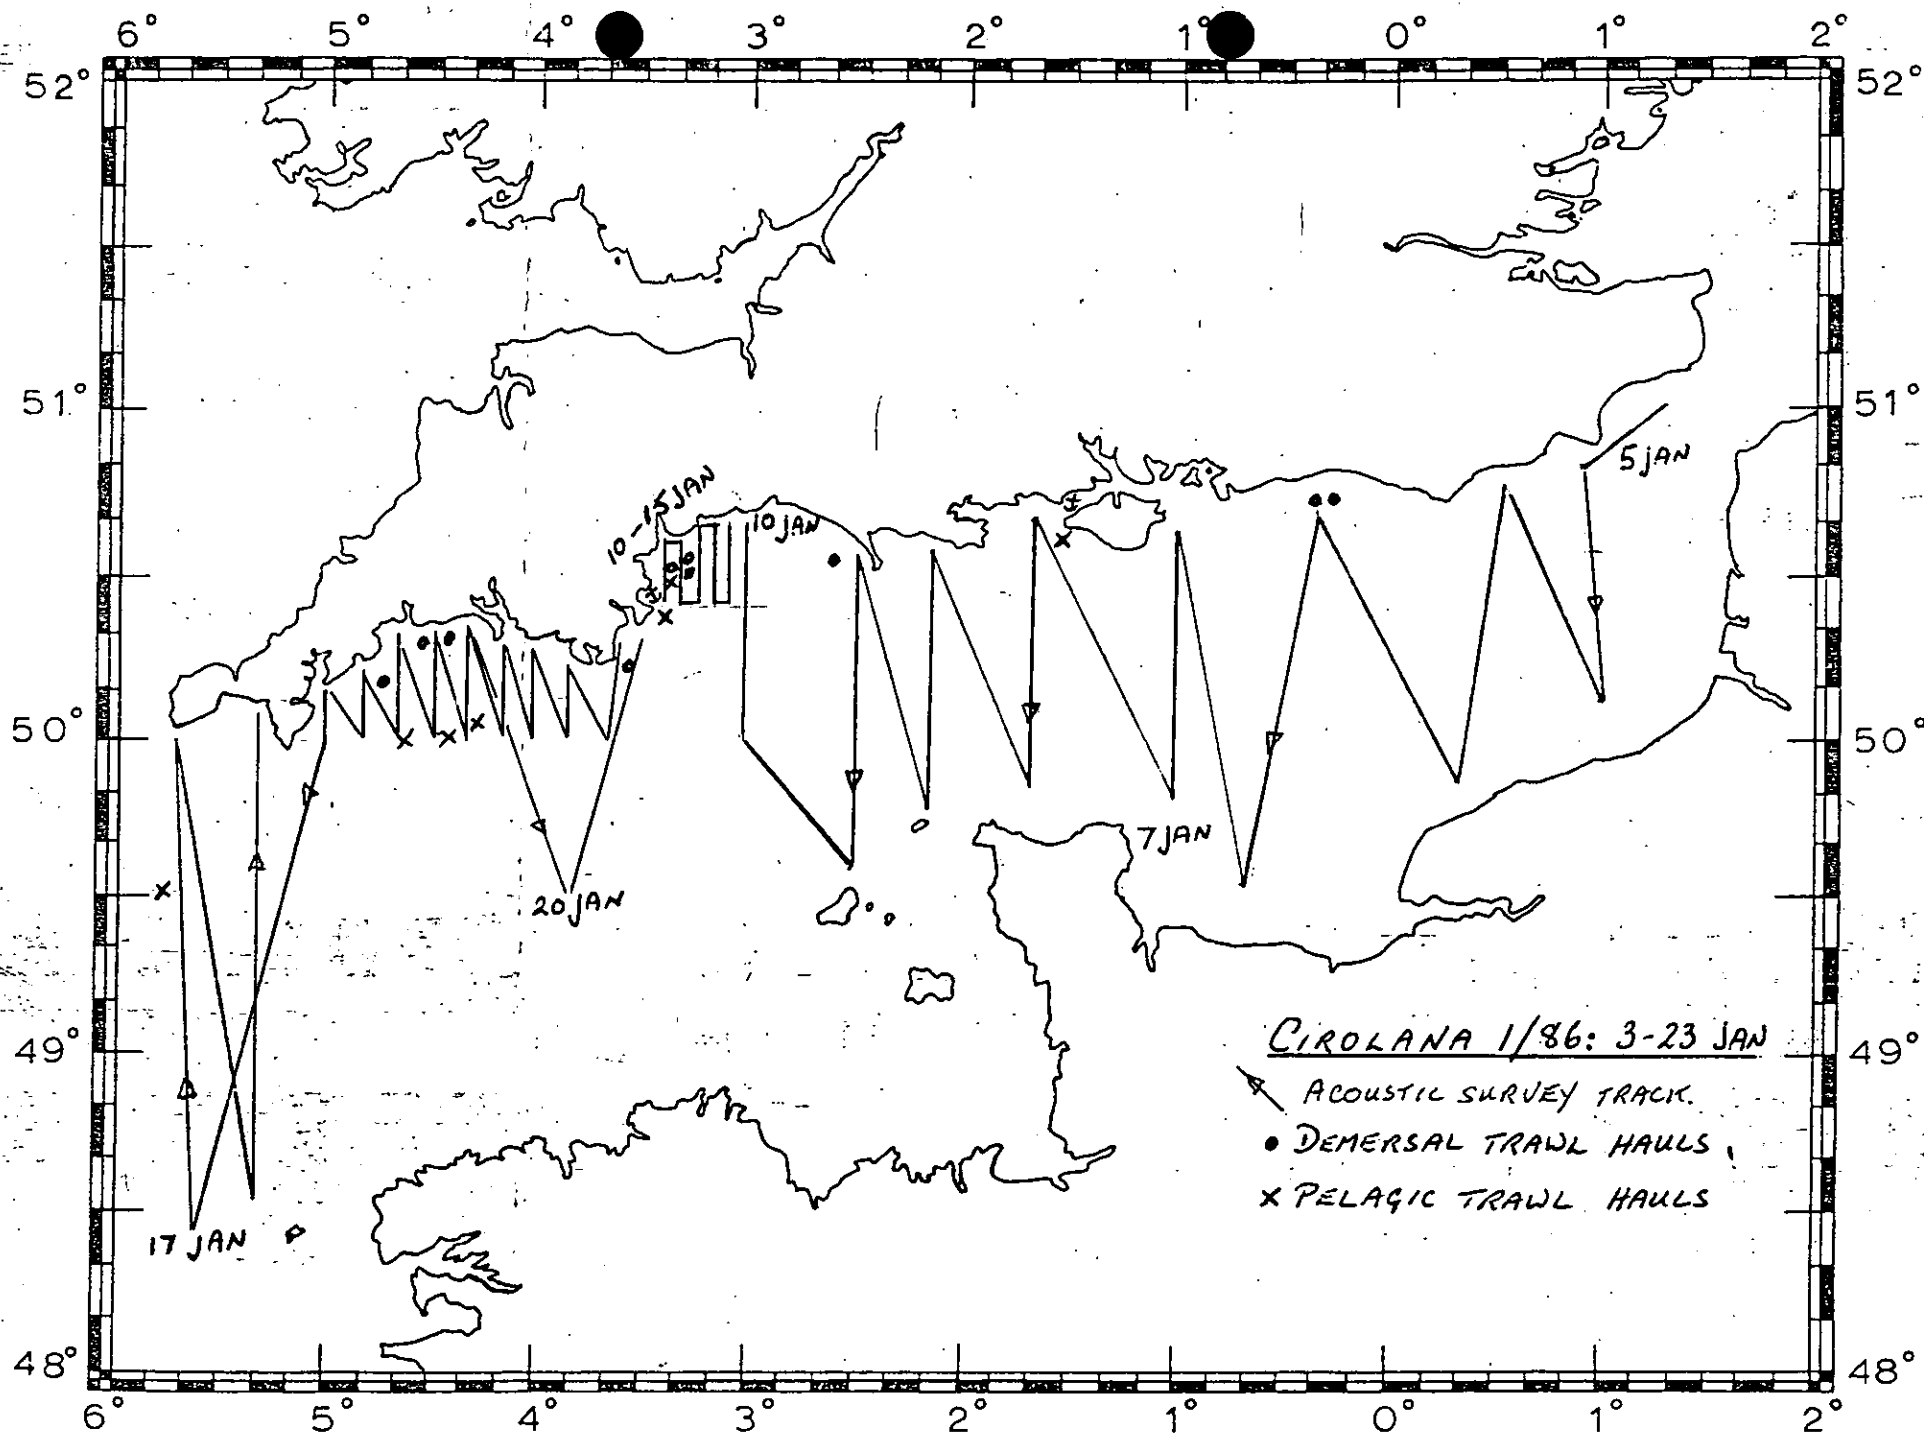 6° 5° 4° 3° 2° 1° 0° 1° 2°
52° 52°
51° 51°
5 JAN
10-15 JAN
10 JAN
50° 50°
7 JAN
20 JAN
49° 49°
CIROLANA 1/86: 3-23 JAN
ACOUSTIC SURVEY TRACK.
DEMERSAL TRAWL HAULS
x PELAGIC TRAWL HAULS
17 JAN
48° 48°
6° 5° 4° 3° 2° 1° 0° 1° 2°